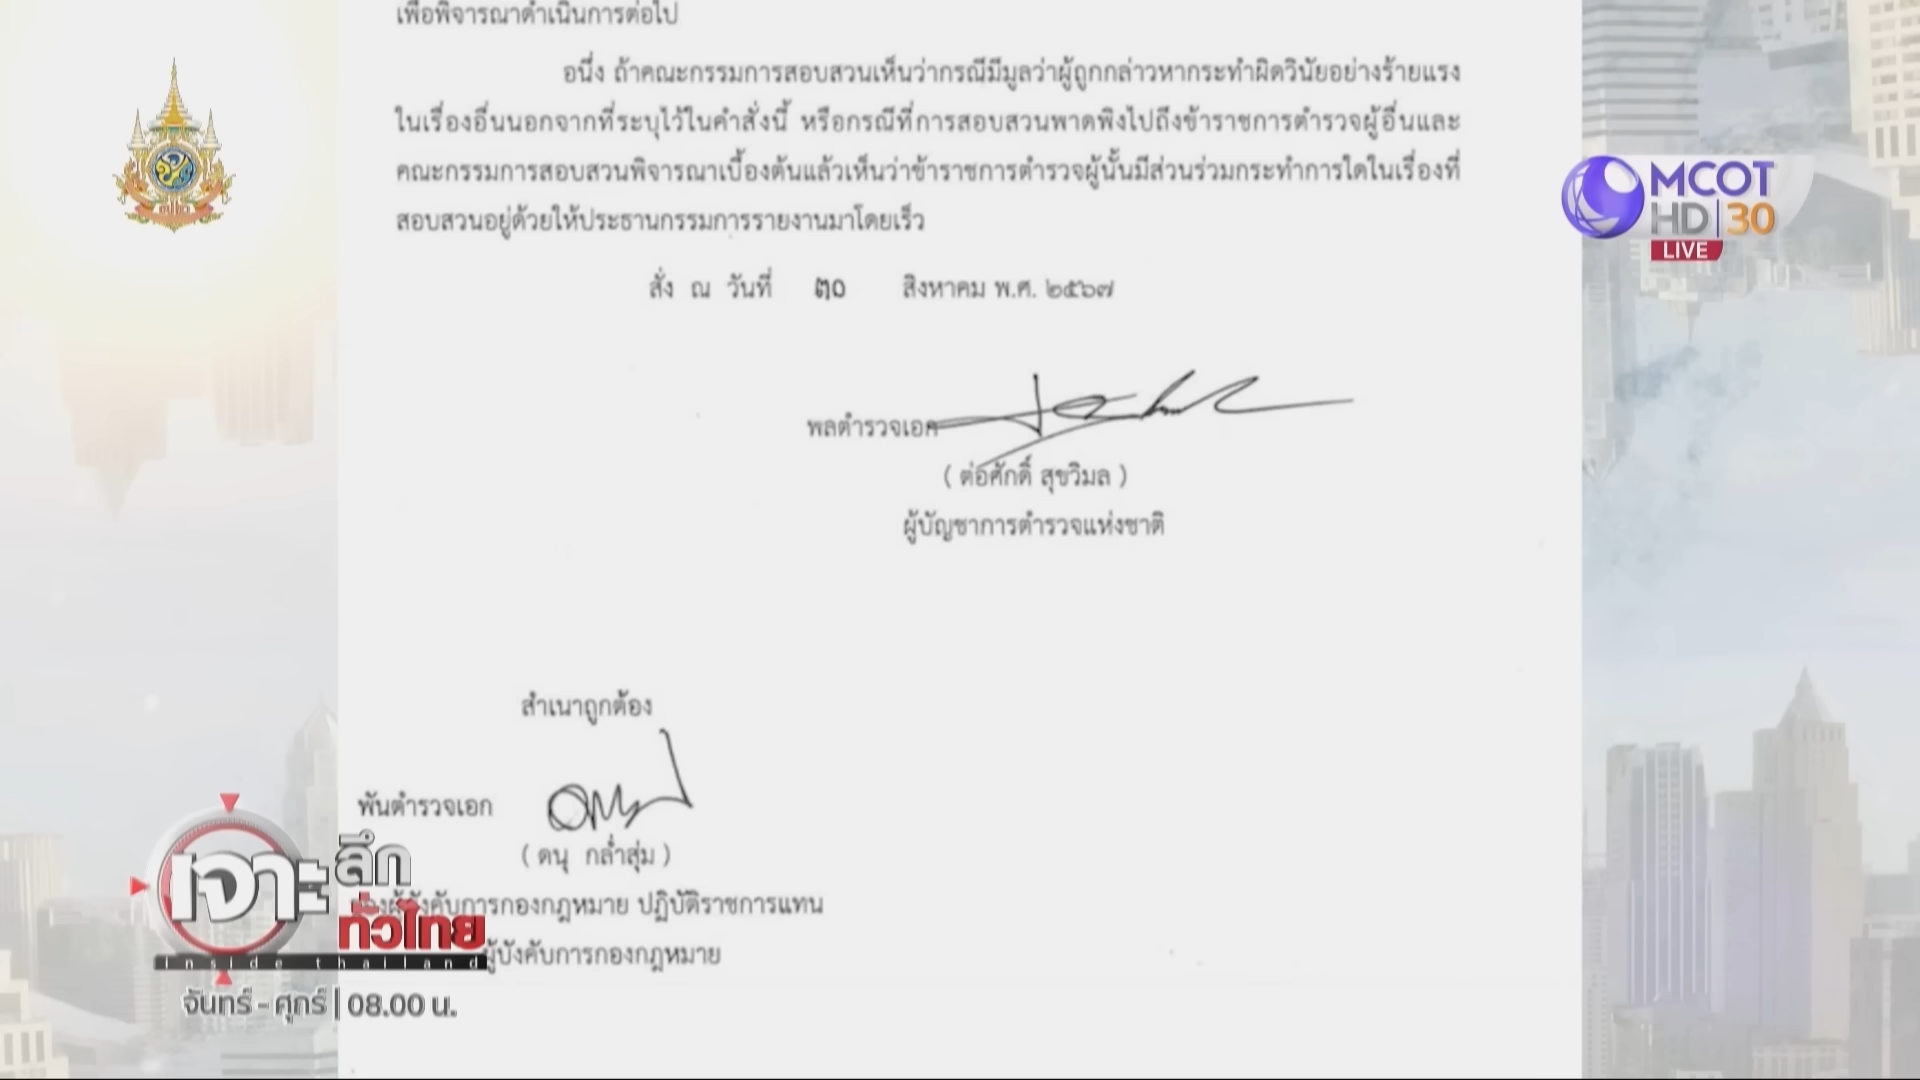 เพื่อพิจารณาดำเนินการต่อไป
อนึ่ง ถ้าคณะกรรมการสอบสวนเห็นว่ากรณีมีมูลว่าผู้ถูกกล่าวหากระทำผิดวินัยอย่างร้ายแรง
ในเรื่องอื่นนอกจากที่ระบุไว้ในคำสั่งนี้ หรือกรณีที่การสอบสวนพาดพิงไปถึงข้าราชการตำรวจผู้อื่นและ
คณะกรรมการสอบสวนพิจารณาเบื้องต้นแล้วเห็นว่าข้าราชการตำรวจผู้นั้นมีส่วนร่วมกระทำการใดในเรื่องที่
สอบสวนอยู่ด้วยให้ประธานกรรมการรายงานมาโดยเร็ว
MCOT
HD 30
LIVE
สั่ง ณ วันที่ ๓๐ สิงหาคม พ.ศ. ๒๕๖๗
พลตำรวจเอก
( ต่อศักดิ์ สุขวิมล )
ผู้บัญชาการตำรวจแห่งชาติ
สำเนาถูกต้อง
พันตำรวจเอก
( ดนุ กล่ำสุ่ม )
ผู้บังคับการกองกฎหมาย ปฏิบัติราชการแทน
ผู้บังคับการกองกฎหมาย
เจาะลึก
ทั่วไทย
inside thailand
จันทร์ - ศุกร์ | 08.00 น.